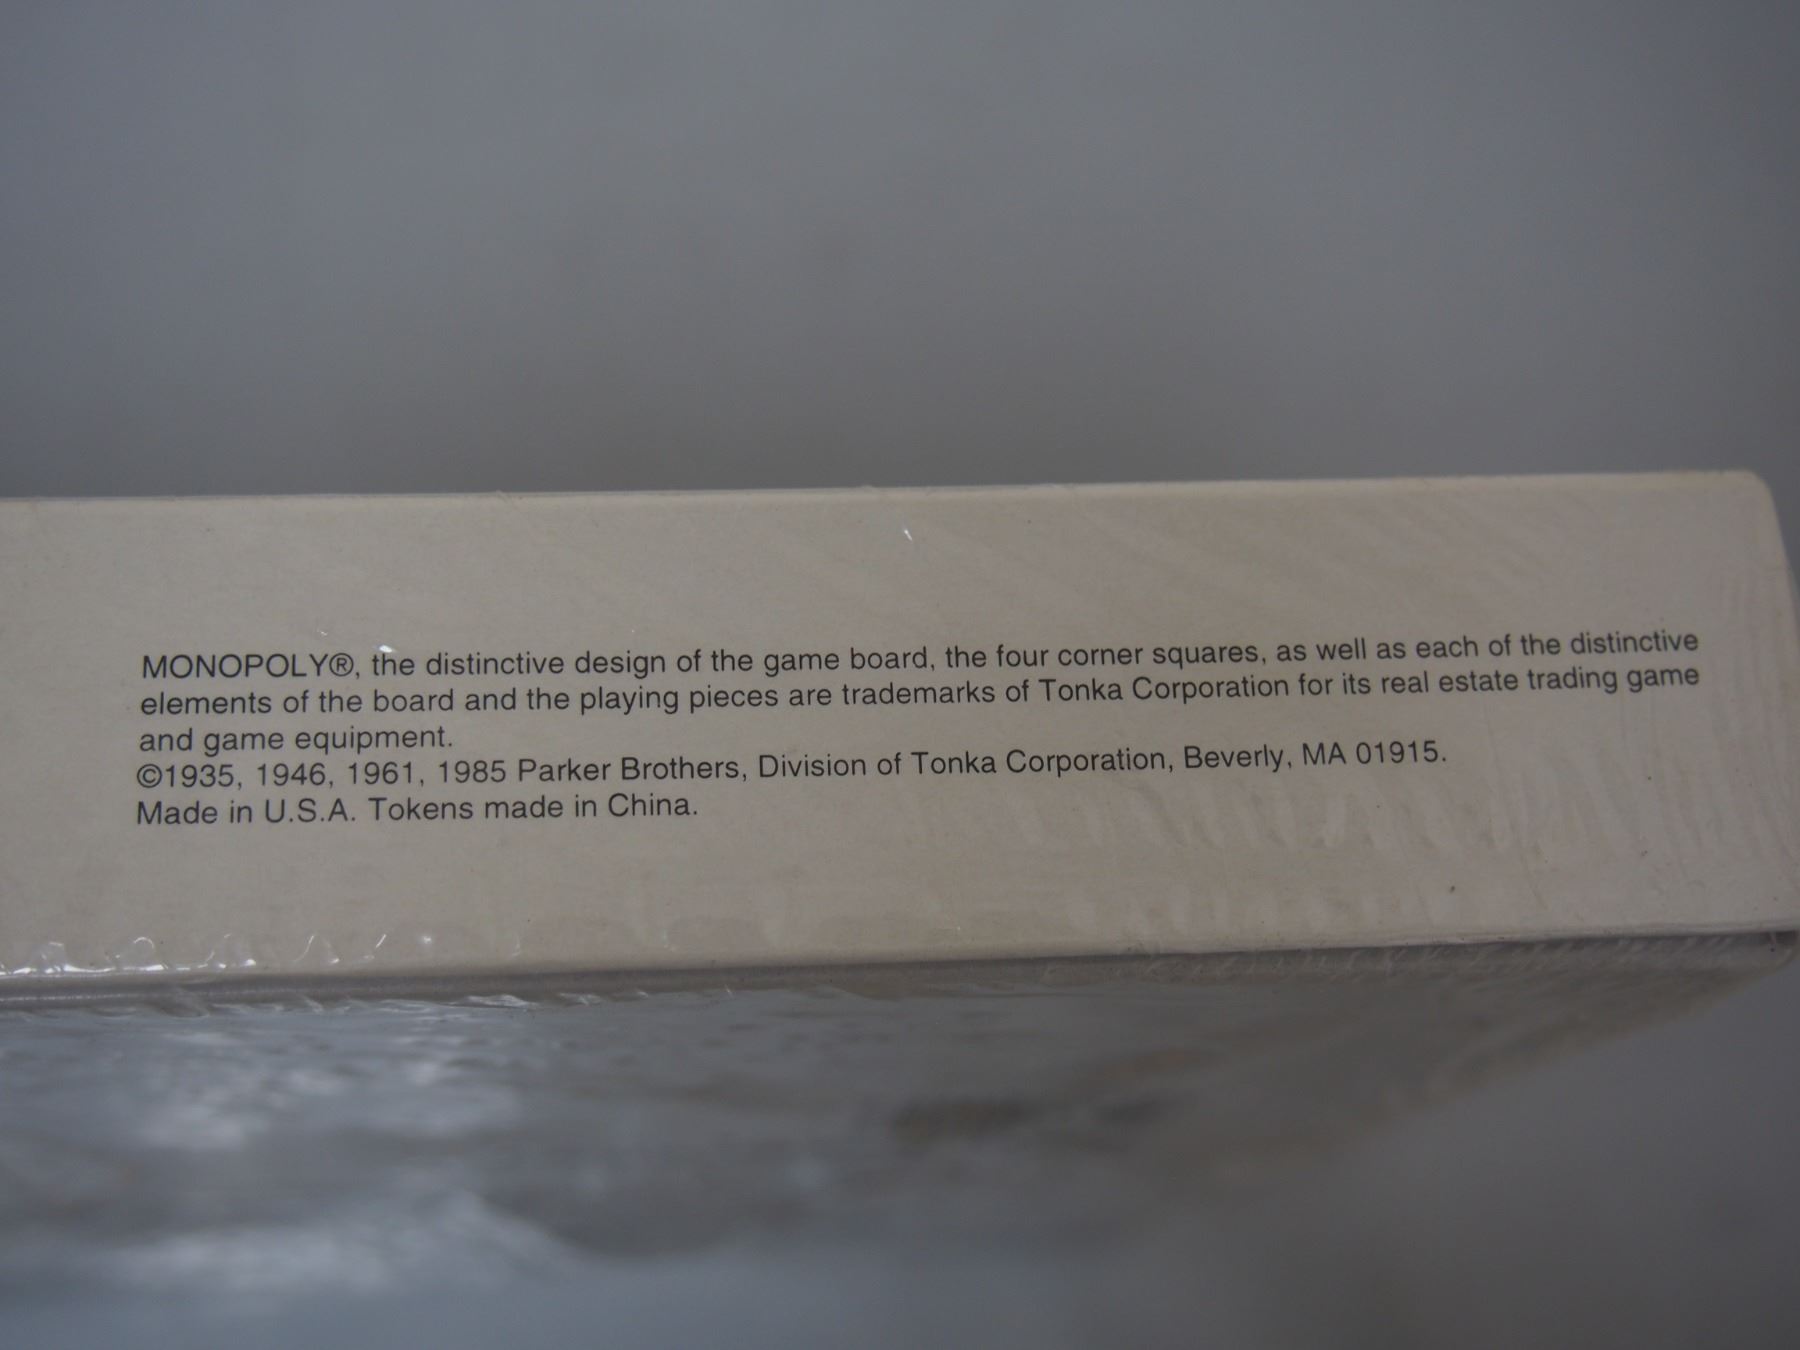 MONOPOLY®, the distinctive design of the game board, the four corner squares, as well as each of the distinctive
elements of the board and the playing pieces are trademarks of Tonka Corporation for its real estate trading game
and game equipment.
©1935, 1946, 1961, 1985 Parker Brothers, Division of Tonka Corporation, Beverly, MA 01915.
Made in U.S.A. Tokens made in China.